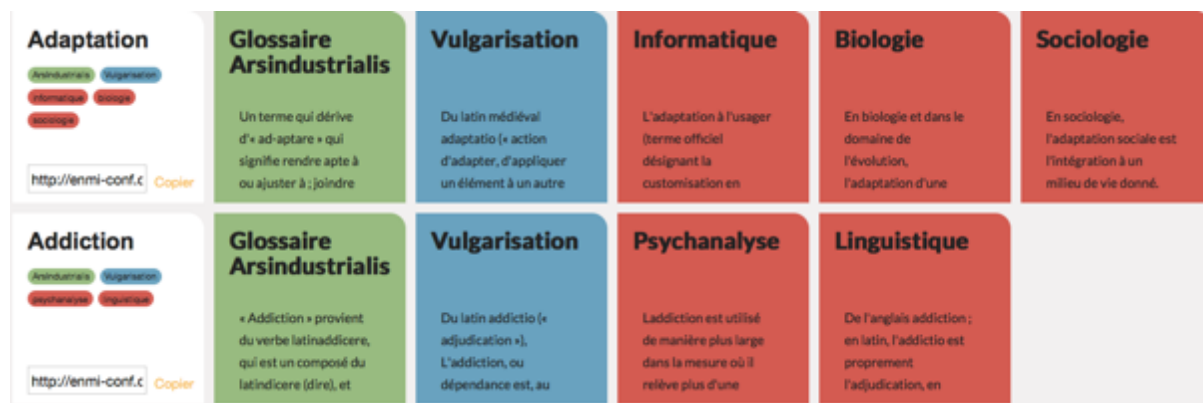 Adaptation
Arsindustrialis Vulgarisation
informatique biologie
sociologie
http://enmi-conf.c Copier
Glossaire
Arsindustrialis
Un terme qui dérive
d'« ad-aptare » qui
signifie rendre apte à
ou ajuster à ; joindre
Vulgarisation
Du latin médiéval
adaptatio (« action
d'adapter, d'appliquer
un élément à un autre
Informatique
L'adaptation à l'usager
(terme officiel
désignant la
customisation en
Biologie
En biologie et dans le
domaine de
l'évolution,
l'adaptation d'une
Sociologie
En sociologie,
l'adaptation sociale est
l'intégration à un
milieu de vie donné.
Addiction
Arsindustrialis Vulgarisation
psychanalyse linguistique
http://enmi-conf.c Copier
Glossaire
Arsindustrialis
« Addiction » provient
du verbe latinaddicere,
qui est un composé du
latindicere (dire), et
Vulgarisation
Du latin addictio («
adjudication »),
L'addiction, ou
dépendance est, au
Psychanalyse
Laddiction est utilisé
de manière plus large
dans la mesure où il
relève plus d'une
Linguistique
De l'anglais addiction ;
en latin, l'addictio est
proprement
l'adjudication, en